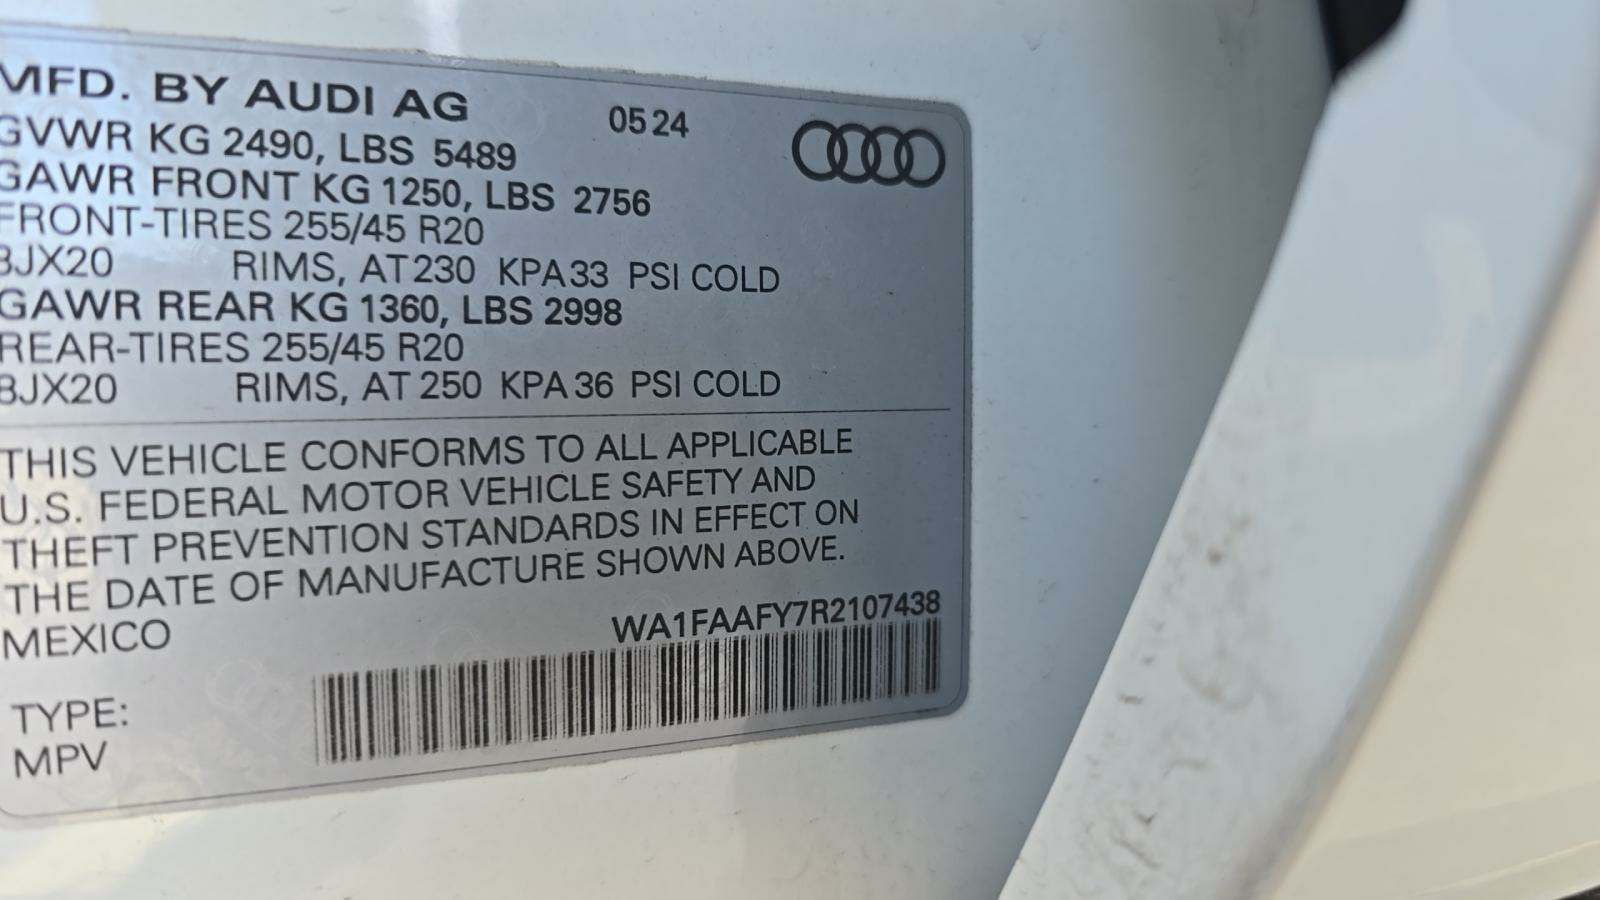 MFD. BY AUDI AG 05 24
GVWR KG 2490, LBS 5489
GAWR FRONT KG 1250, LBS 2756
FRONT-TIRES 255/45 R20
8JX20 RIMS, AT 230 KPA 33 PSI COLD
GAWR REAR KG 1360, LBS 2998
REAR-TIRES 255/45 R20
8JX20 RIMS, AT 250 KPA 36 PSI COLD
THIS VEHICLE CONFORMS TO ALL APPLICABLE
U.S. FEDERAL MOTOR VEHICLE SAFETY AND
THEFT PREVENTION STANDARDS IN EFFECT ON
THE DATE OF MANUFACTURE SHOWN ABOVE.
MEXICO WA1FAAFY7R2107438
TYPE:
MPV